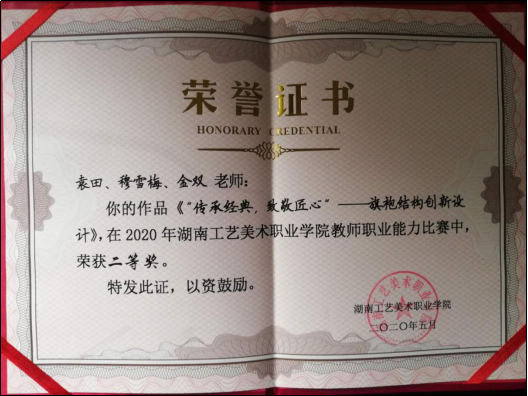 荣誉证书
HONORARY CREDENTIAL
袁田、穆雪梅、金双 老师:
你的作品《“传承经典,致敬匠心”——旗袍结构创新设
计》,在 2020 年湖南工艺美术职业学院教师职业能力比赛中,
荣获二等奖。
特发此证,以资鼓励。
湖南工艺美术职业学院
二〇二〇年五月